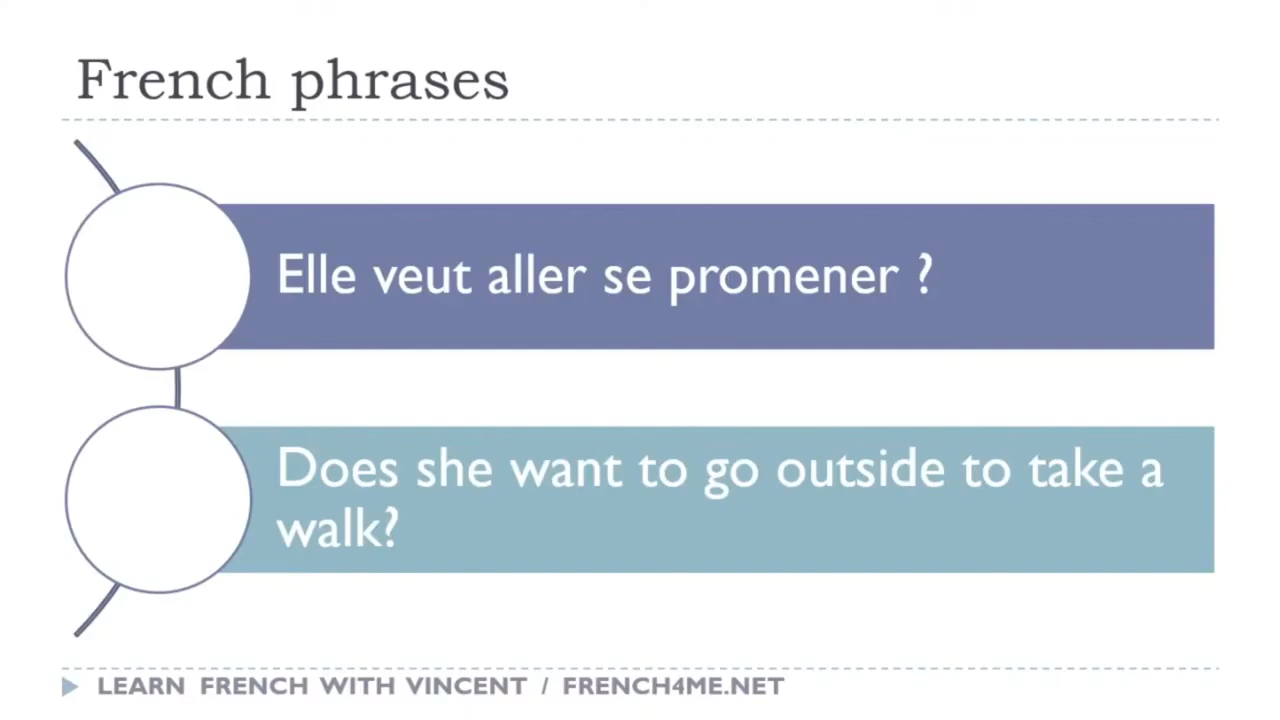 French phrases
Elle veut aller se promener ?
Does she want to go outside to take a
walk?
LEARN FRENCH WITH VINCENT / FRENCH4ME.NET